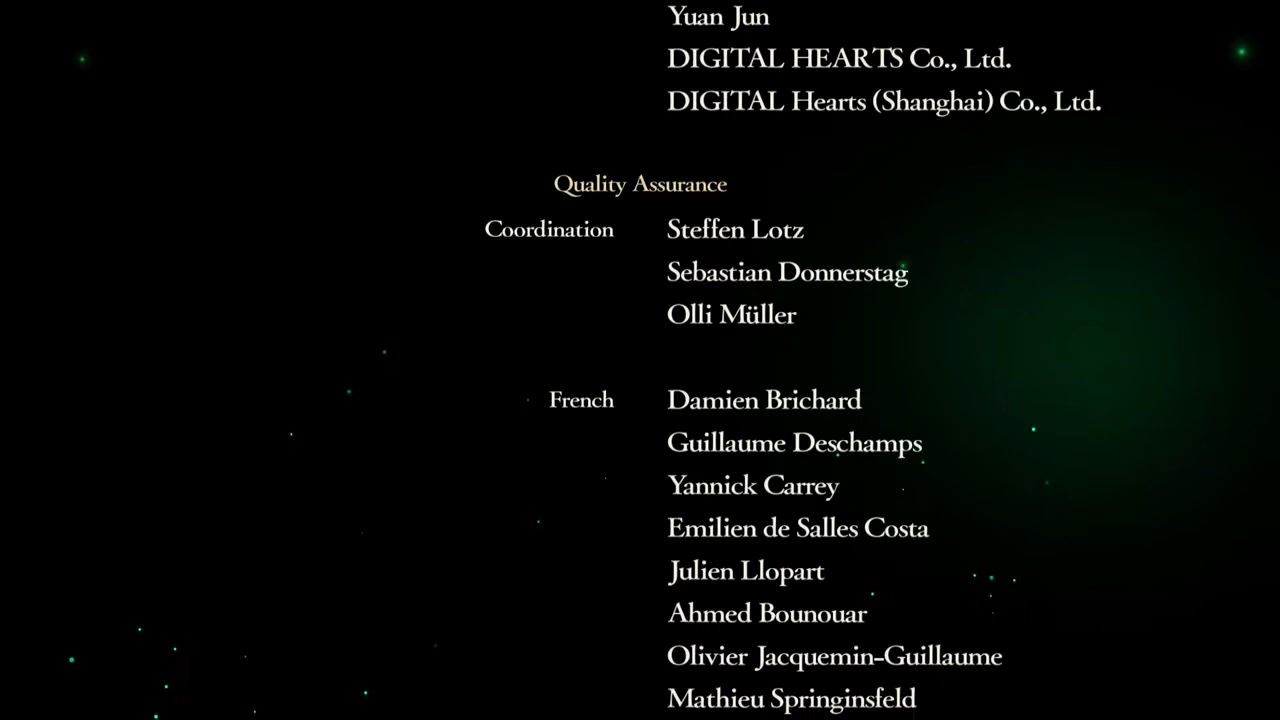 Yuan Jun
DIGITAL HEARTS Co., Ltd.
DIGITAL Hearts (Shanghai) Co., Ltd.
Quality Assurance
Coordination Steffen Lotz
Sebastian Donnerstag
Olli Müller
French Damien Brichard
Guillaume Deschamps
Yannick Carrey
Emilien de Salles Costa
Julien Llopart
Ahmed Bounouar
Olivier Jacquemin-Guillaume
Mathieu Springinsfeld